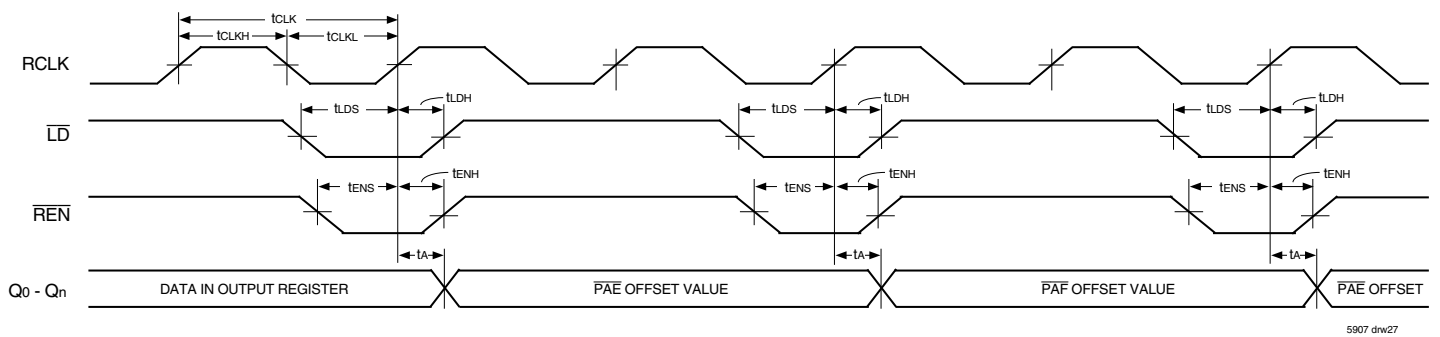 tCLK
tCLKH
tCLKL
RCLK
tLDS
tLDH
tLDS
tLDH
tLDS
tLDH
LD
tENS
tENH
tENS
tENH
tENS
tENH
REN
tA
tA
tA
Q0 - Qn
DATA IN OUTPUT REGISTER
PAE OFFSET VALUE
PAF OFFSET VALUE
PAE OFFSET
5907 drw27